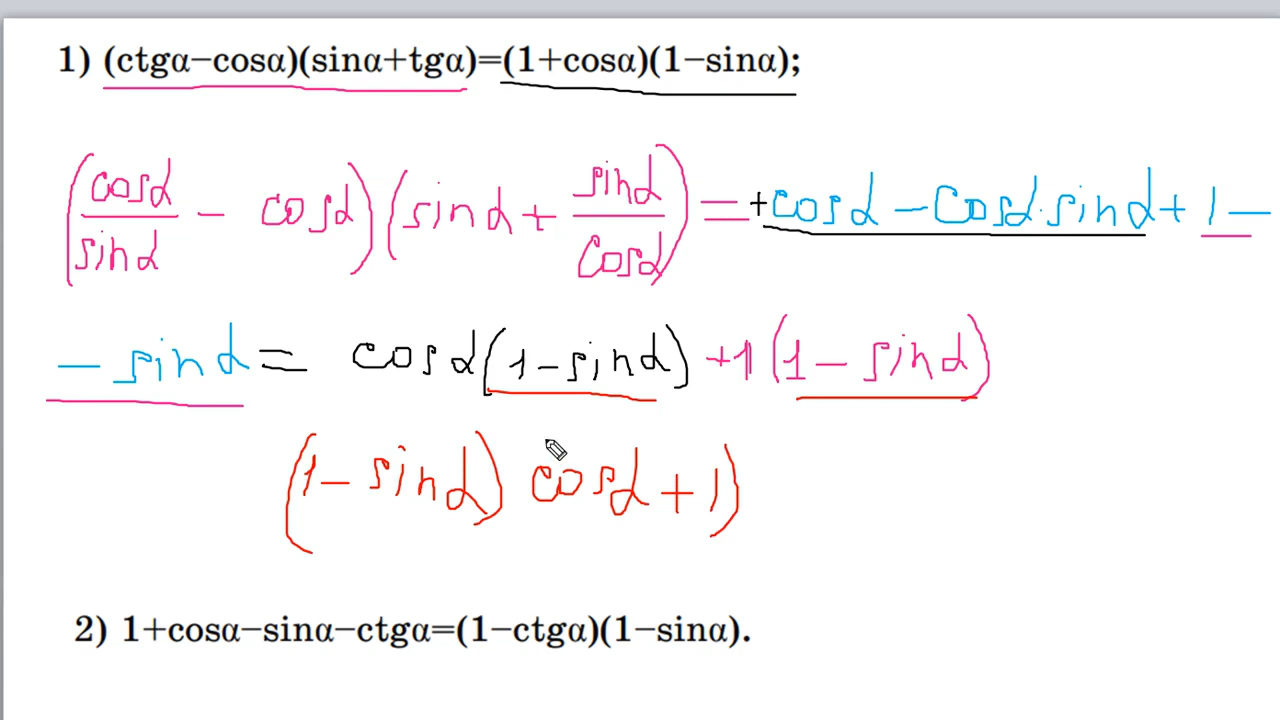 1) (ctgα−cosα)(sinα+tgα)=(1+cosα)(1−sinα);
(cosα/sinα − cosα)(sinα + sinα/cosα) = +cosα − cosα·sinα + 1 −
− sinα = cosα(1−sinα) +1(1−sinα)
(1−sinα) cosα+1)
2) 1+cosα−sinα−ctgα=(1−ctgα)(1−sinα).